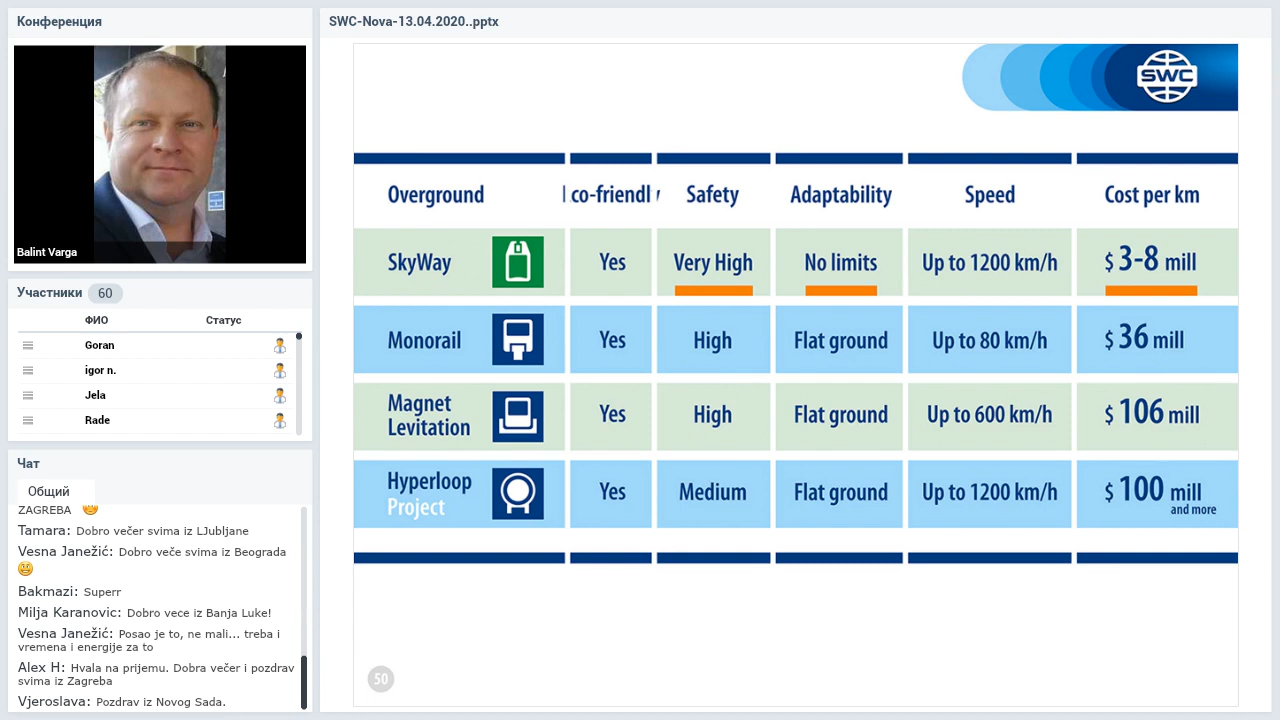 Конференция
Balint Varga
Участники 60
ФИО Статус
Goran
igor n.
Jela
Rade
Чат
Общий
ZAGREBA
Tamara: Dobro večer svima iz LJubljane
Vesna Janežić: Dobro veče svima iz Beograda
Bakmazi: Superr
Milja Karanovic: Dobro vece iz Banja Luke!
Vesna Janežić: Posao je to, ne mali... treba i
vremena i energije za to
Alex H: Hvala na prijemu. Dobra večer i pozdrav
svima iz Zagreba
Vjeroslava: Pozdrav iz Novog Sada.
SWC-Nova-13.04.2020..pptx
SWC
Overground co-friendly Safety Adaptability Speed Cost per km
SkyWay Yes Very High No limits Up to 1200 km/h $ 3-8 mill
Monorail Yes High Flat ground Up to 80 km/h $ 36 mill
Magnet
Levitation Yes High Flat ground Up to 600 km/h $ 106 mill
Hyperloop
Project Yes Medium Flat ground Up to 1200 km/h $ 100 mill
and more
50